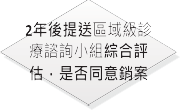 2年後提送區域級診
療諮詢小組綜合評
估，是否同意銷案